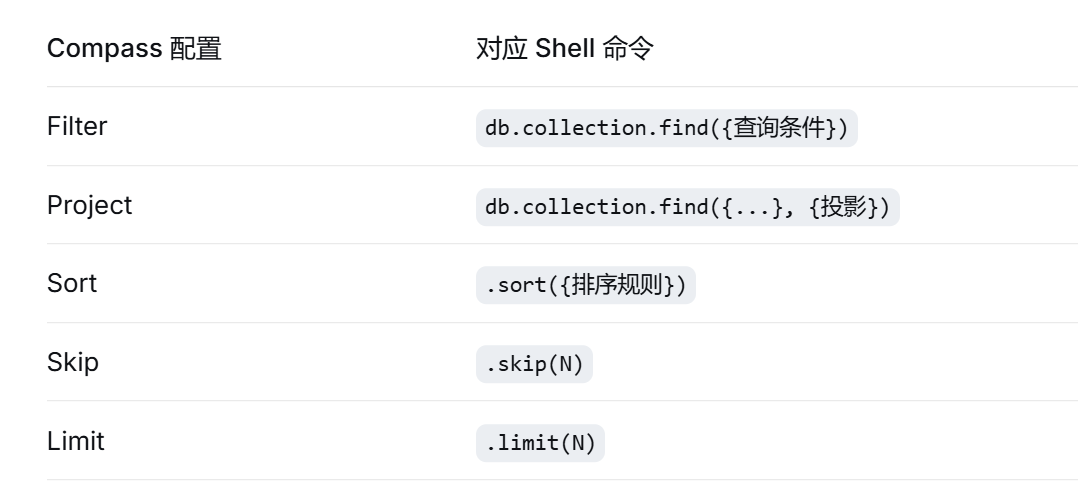 Compass 配置 对应 Shell 命令
Filter db.collection.find({查询条件})
Project db.collection.find({...}, {投影})
Sort .sort({排序规则})
Skip .skip(N)
Limit .limit(N)